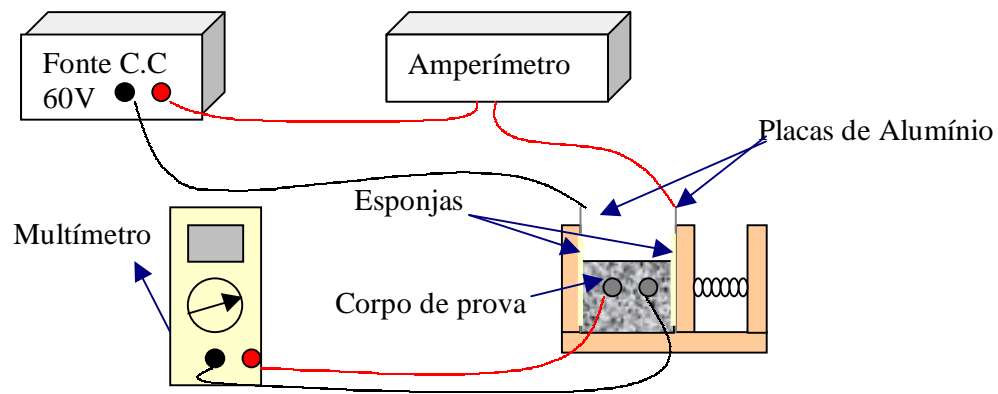 Fonte C.C
60V
Amperímetro
Placas de Alumínio
Esponjas
Multímetro
Corpo de prova